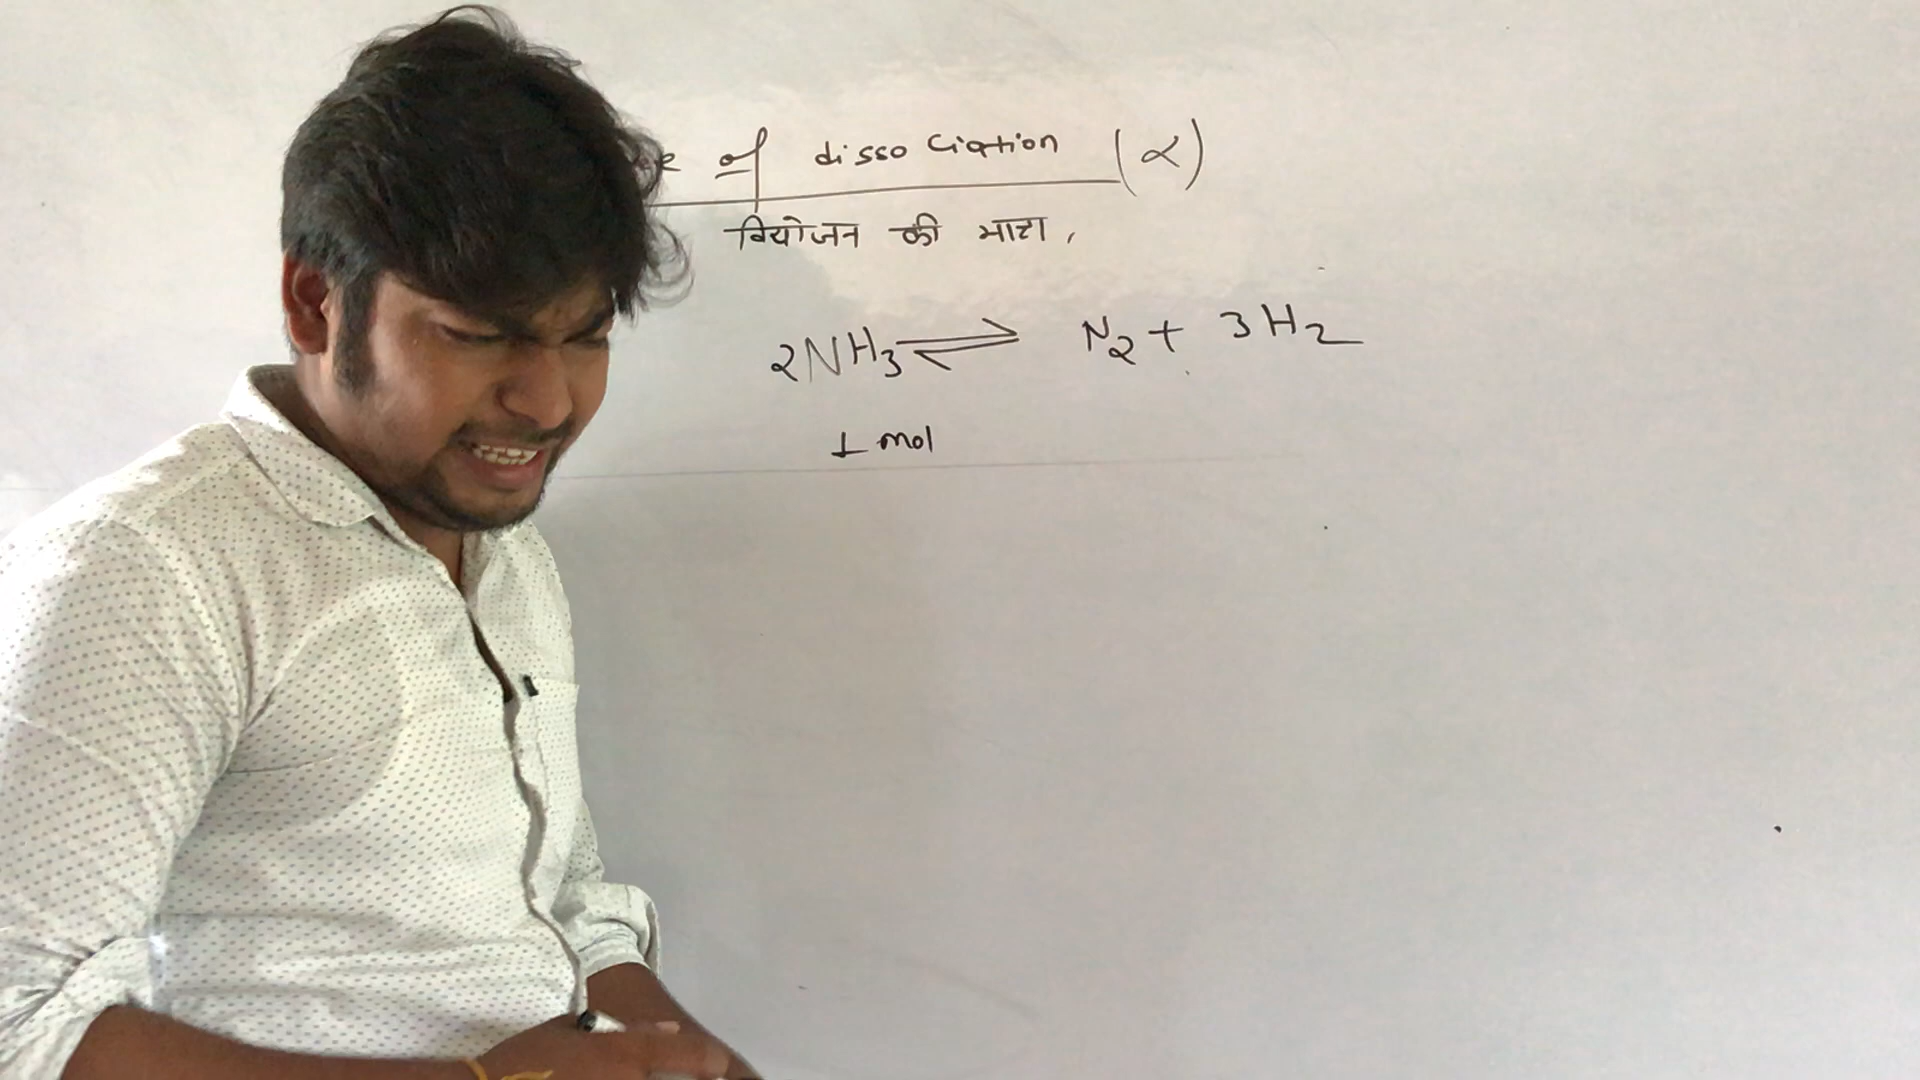 of dissociation (α)
वियोजन की मात्रा,
2NH₃ ⇌ N₂ + 3H₂
1 mol